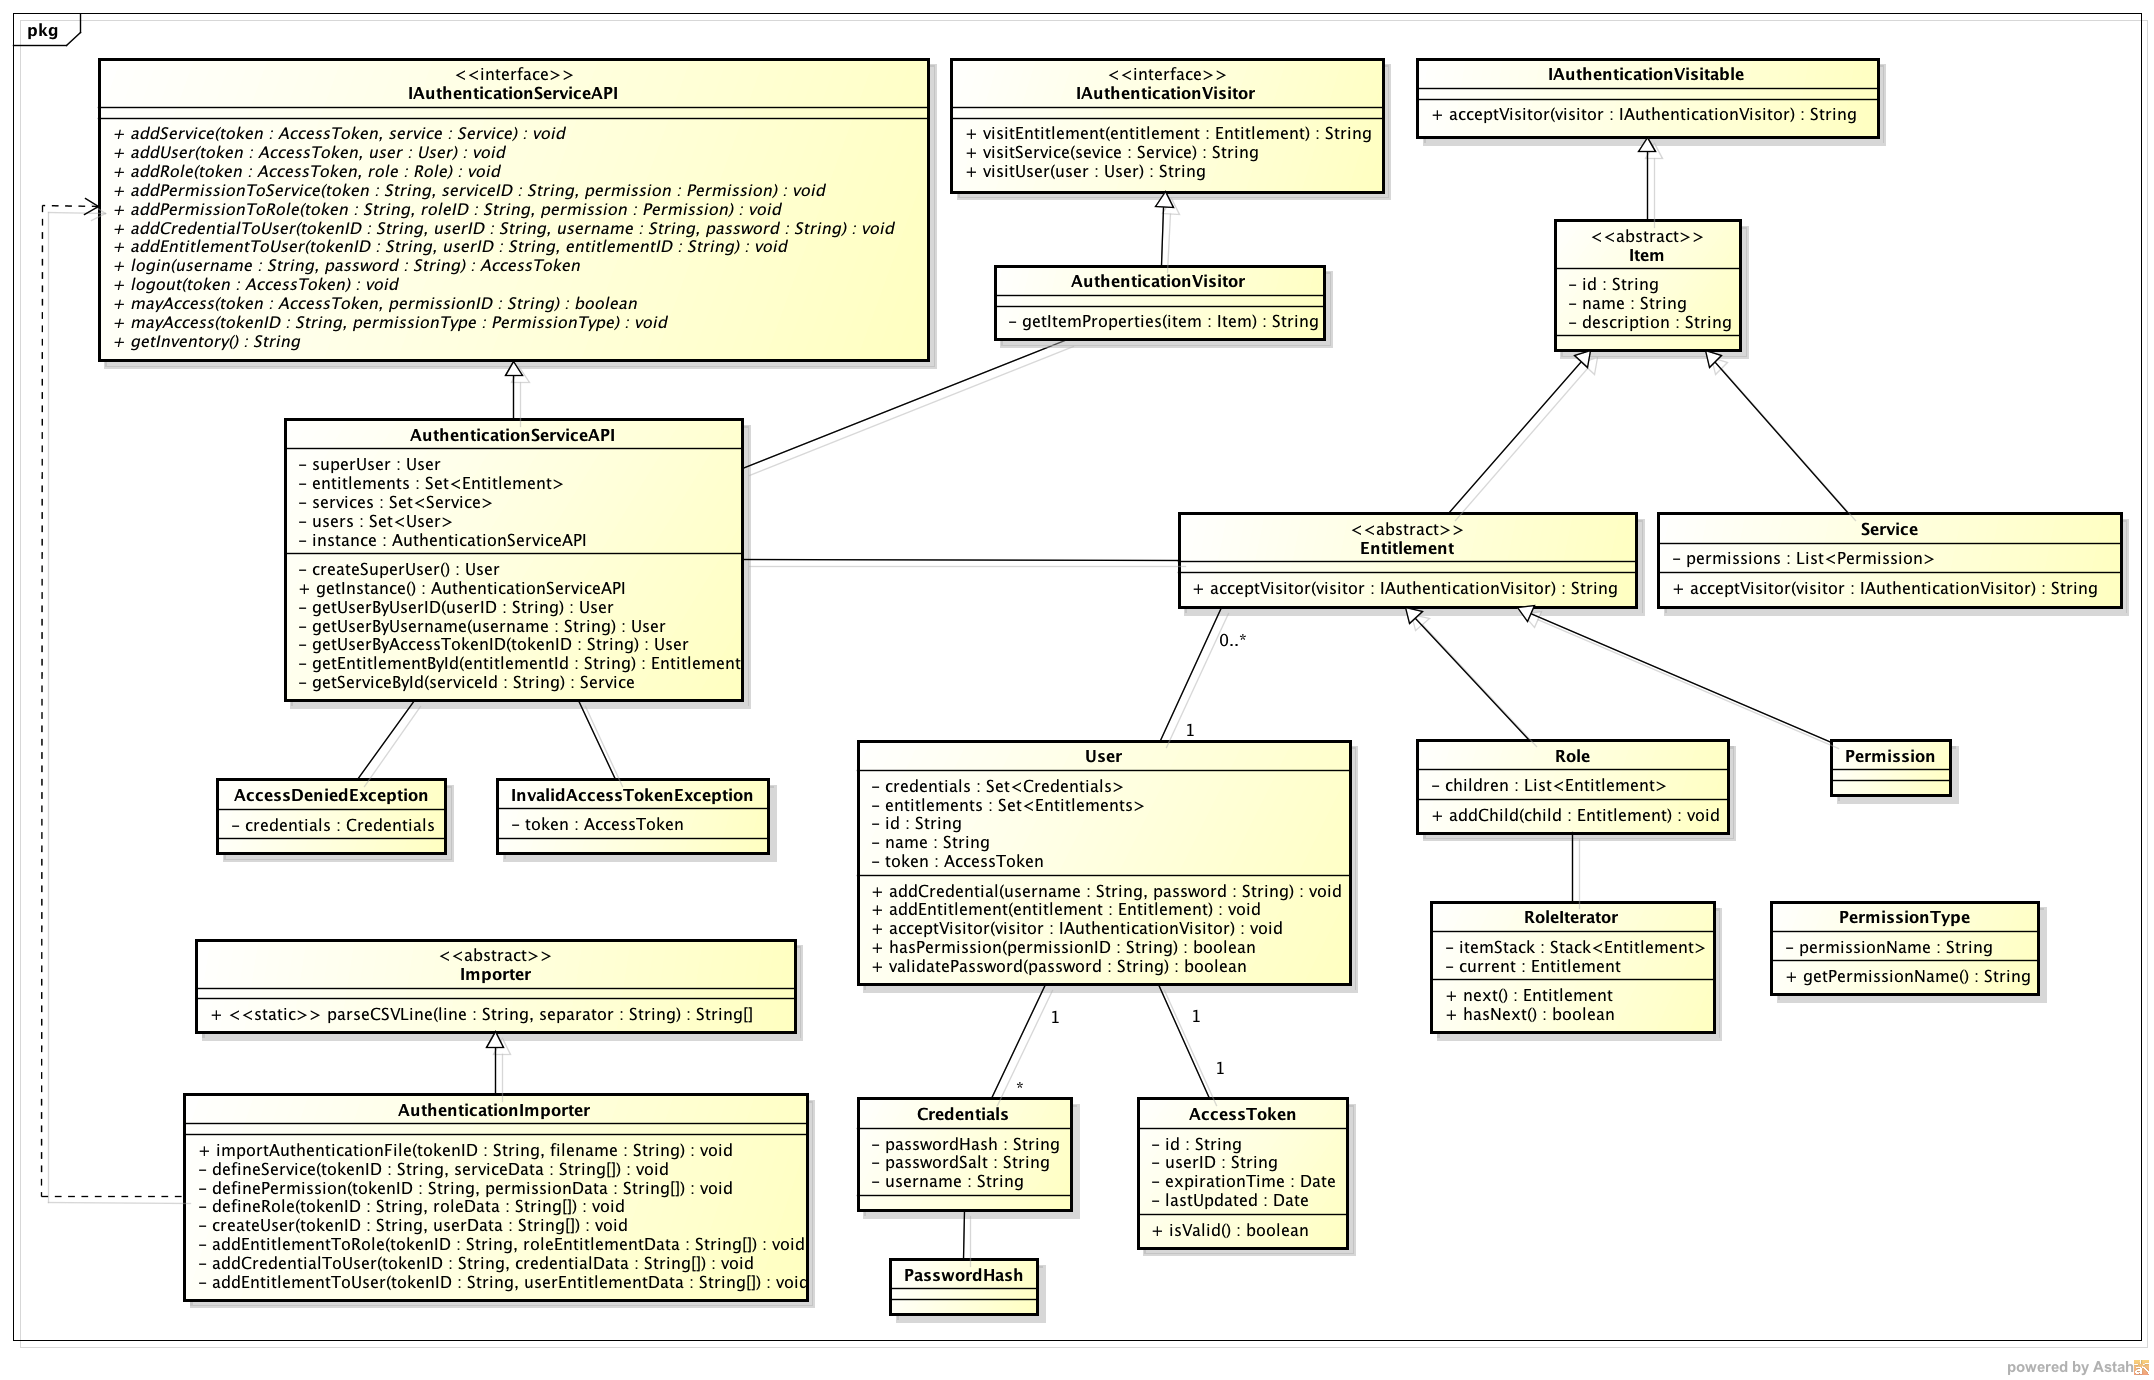 pkg
<<interface>>
IAuthenticationServiceAPI
+ addService(token : AccessToken, service : Service) : void
+ addUser(token : AccessToken, user : User) : void
+ addRole(token : AccessToken, role : Role) : void
+ addPermissionToService(token : String, serviceID : String, permission : Permission) : void
+ addPermissionToRole(token : String, roleID : String, permission : Permission) : void
+ addCredentialToUser(tokenID : String, userID : String, username : String, password : String) : void
+ addEntitlementToUser(tokenID : String, userID : String, entitlementID : String) : void
+ login(username : String, password : String) : AccessToken
+ logout(token : AccessToken) : void
+ mayAccess(token : AccessToken, permissionID : String) : boolean
+ mayAccess(tokenID : String, permissionType : PermissionType) : void
+ getInventory() : String
<<interface>>
IAuthenticationVisitor
+ visitEntitlement(entitlement : Entitlement) : String
+ visitService(sevice : Service) : String
+ visitUser(user : User) : String
IAuthenticationVisitable
+ acceptVisitor(visitor : IAuthenticationVisitor) : String
<<abstract>>
Item
- id : String
- name : String
- description : String
AuthenticationVisitor
- getItemProperties(item : Item) : String
AuthenticationServiceAPI
- superUser : User
- entitlements : Set<Entitlement>
- services : Set<Service>
- users : Set<User>
- instance : AuthenticationServiceAPI
- createSuperUser() : User
+ getInstance() : AuthenticationServiceAPI
- getUserByUserID(userID : String) : User
- getUserByUsername(username : String) : User
- getUserByAccessTokenID(tokenID : String) : User
- getEntitlementById(entitlementId : String) : Entitlement
- getServiceById(serviceId : String) : Service
<<abstract>>
Entitlement
+ acceptVisitor(visitor : IAuthenticationVisitor) : String
Service
- permissions : List<Permission>
+ acceptVisitor(visitor : IAuthenticationVisitor) : String
0..*
1
AccessDeniedException
- credentials : Credentials
InvalidAccessTokenException
- token : AccessToken
User
- credentials : Set<Credentials>
- entitlements : Set<Entitlements>
- id : String
- name : String
- token : AccessToken
+ addCredential(username : String, password : String) : void
+ addEntitlement(entitlement : Entitlement) : void
+ acceptVisitor(visitor : IAuthenticationVisitor) : void
+ hasPermission(permissionID : String) : boolean
+ validatePassword(password : String) : boolean
Role
- children : List<Entitlement>
+ addChild(child : Entitlement) : void
Permission
RoleIterator
- itemStack : Stack<Entitlement>
- current : Entitlement
+ next() : Entitlement
+ hasNext() : boolean
PermissionType
- permissionName : String
+ getPermissionName() : String
<<abstract>>
Importer
+ <<static>> parseCSVLine(line : String, separator : String) : String[]
1
*
1
1
AuthenticationImporter
+ importAuthenticationFile(tokenID : String, filename : String) : void
- defineService(tokenID : String, serviceData : String[]) : void
- definePermission(tokenID : String, permissionData : String[]) : void
- defineRole(tokenID : String, roleData : String[]) : void
- createUser(tokenID : String, userData : String[]) : void
- addEntitlementToRole(tokenID : String, roleEntitlementData : String[]) : void
- addCredentialToUser(tokenID : String, credentialData : String[]) : void
- addEntitlementToUser(tokenID : String, userEntitlementData : String[]) : void
Credentials
- passwordHash : String
- passwordSalt : String
- username : String
AccessToken
- id : String
- userID : String
- expirationTime : Date
- lastUpdated : Date
+ isValid() : boolean
PasswordHash
powered by Astah